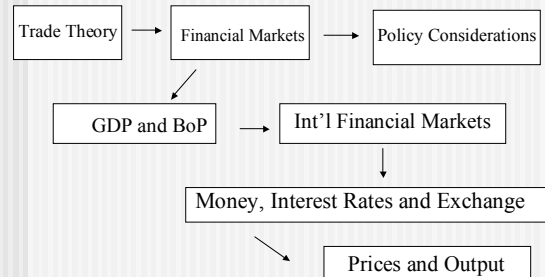 Trade Theory
Financial Markets
Policy Considerations
GDP and BoP
Int’l Financial Markets
Money, Interest Rates and Exchange
Prices and Output